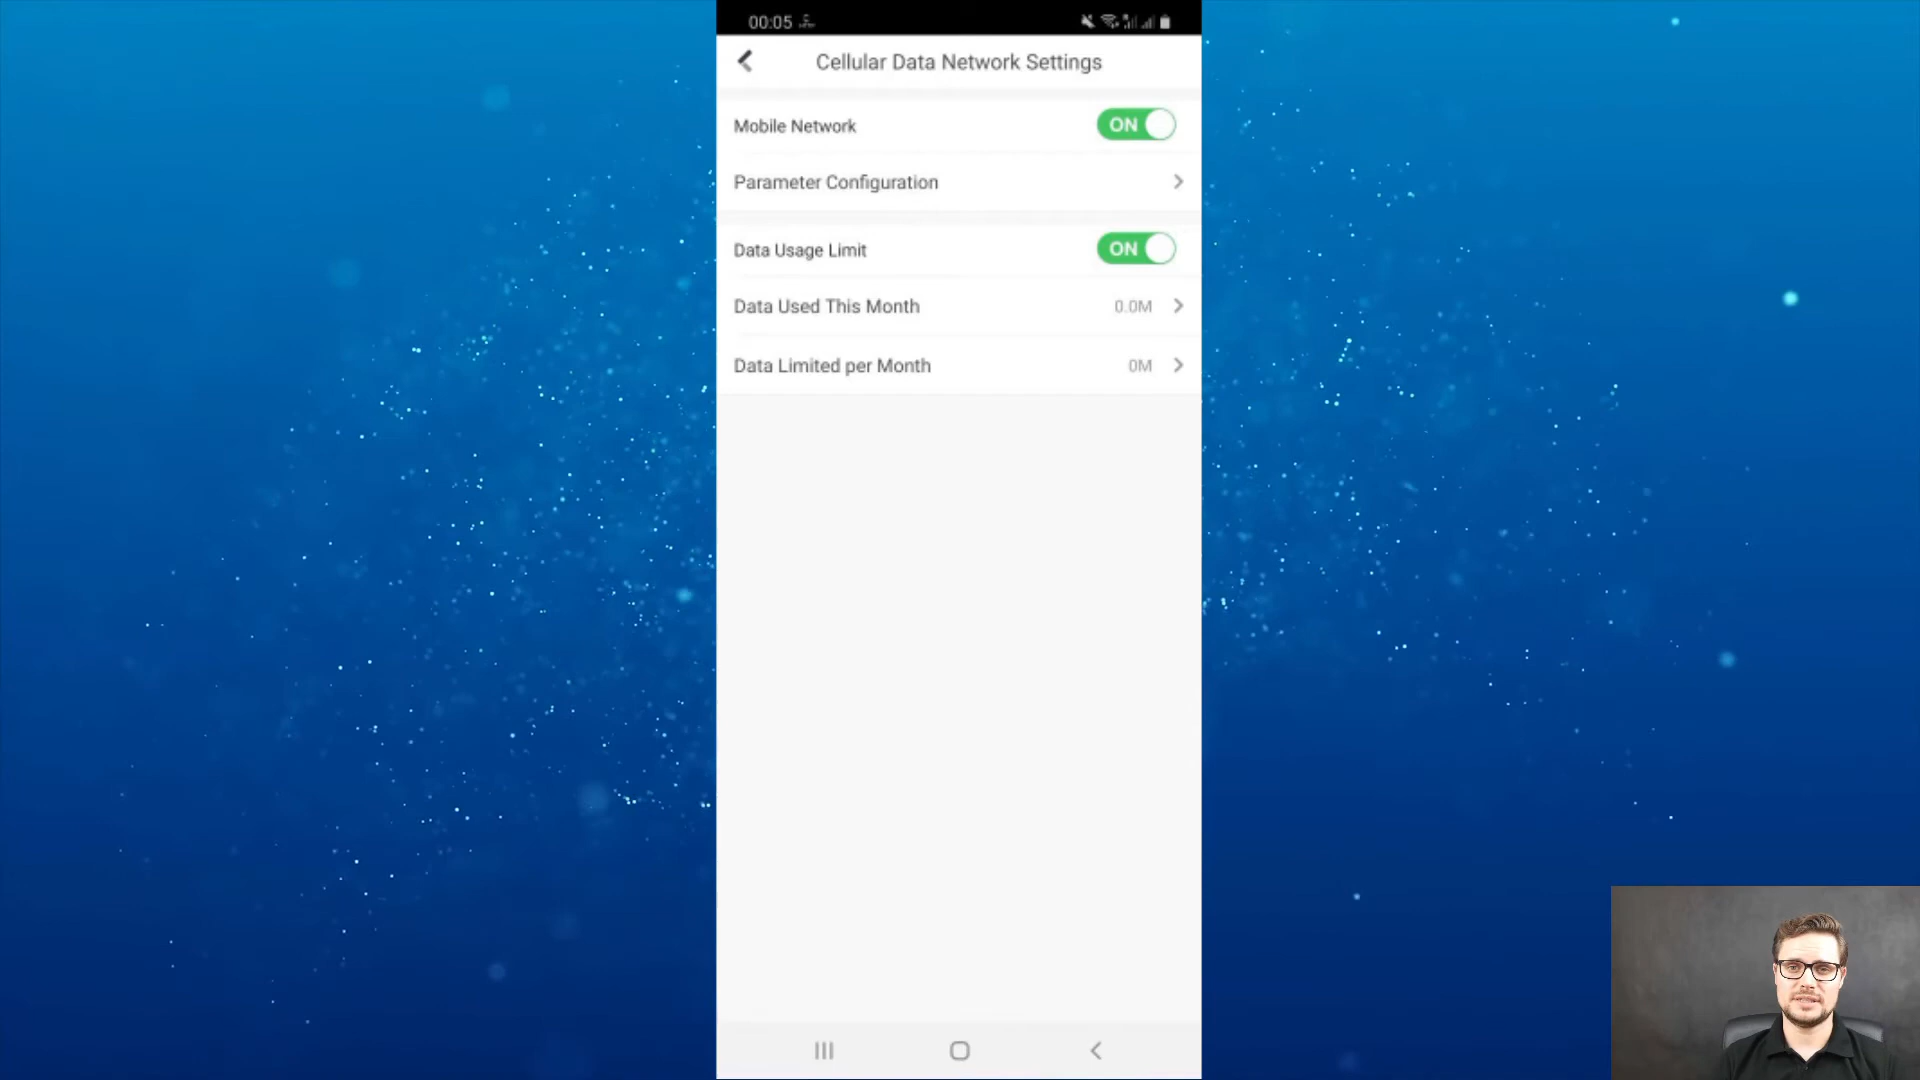 00:05
Cellular Data Network Settings
Mobile Network ON
Parameter Configuration
Data Usage Limit ON
Data Used This Month 0.0M
Data Limited per Month 0M